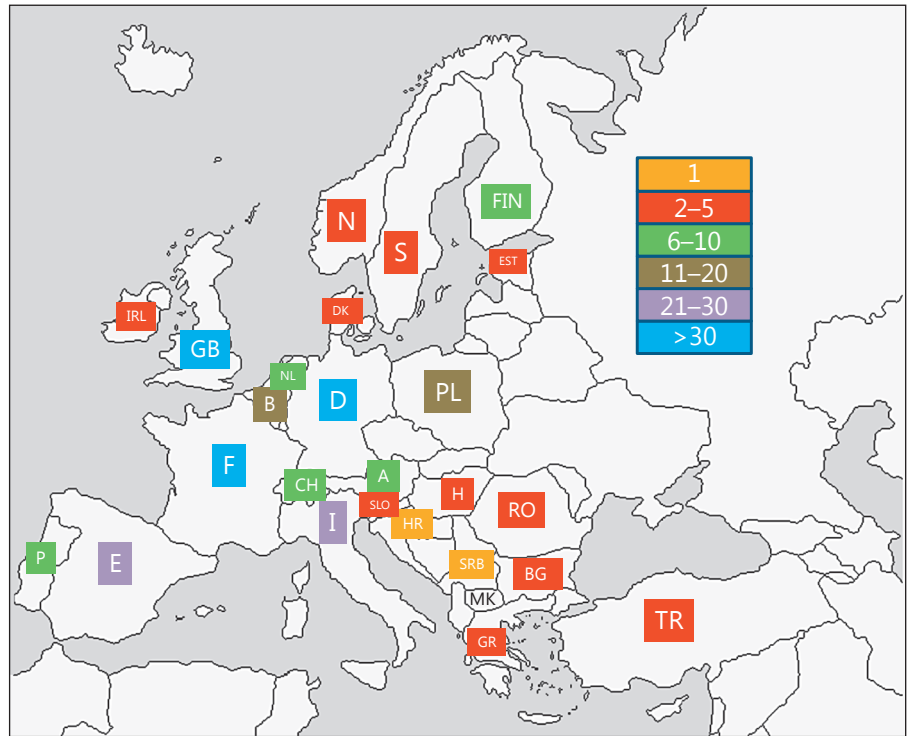 FIN
1
N
2–5
S
6–10
EST
11–20
DK
21–30
IRL
>30
GB
NL
PL
D
B
F
A
CH
H
SLO
RO
I
HR
P
E
SRB
BG
MK
TR
GR